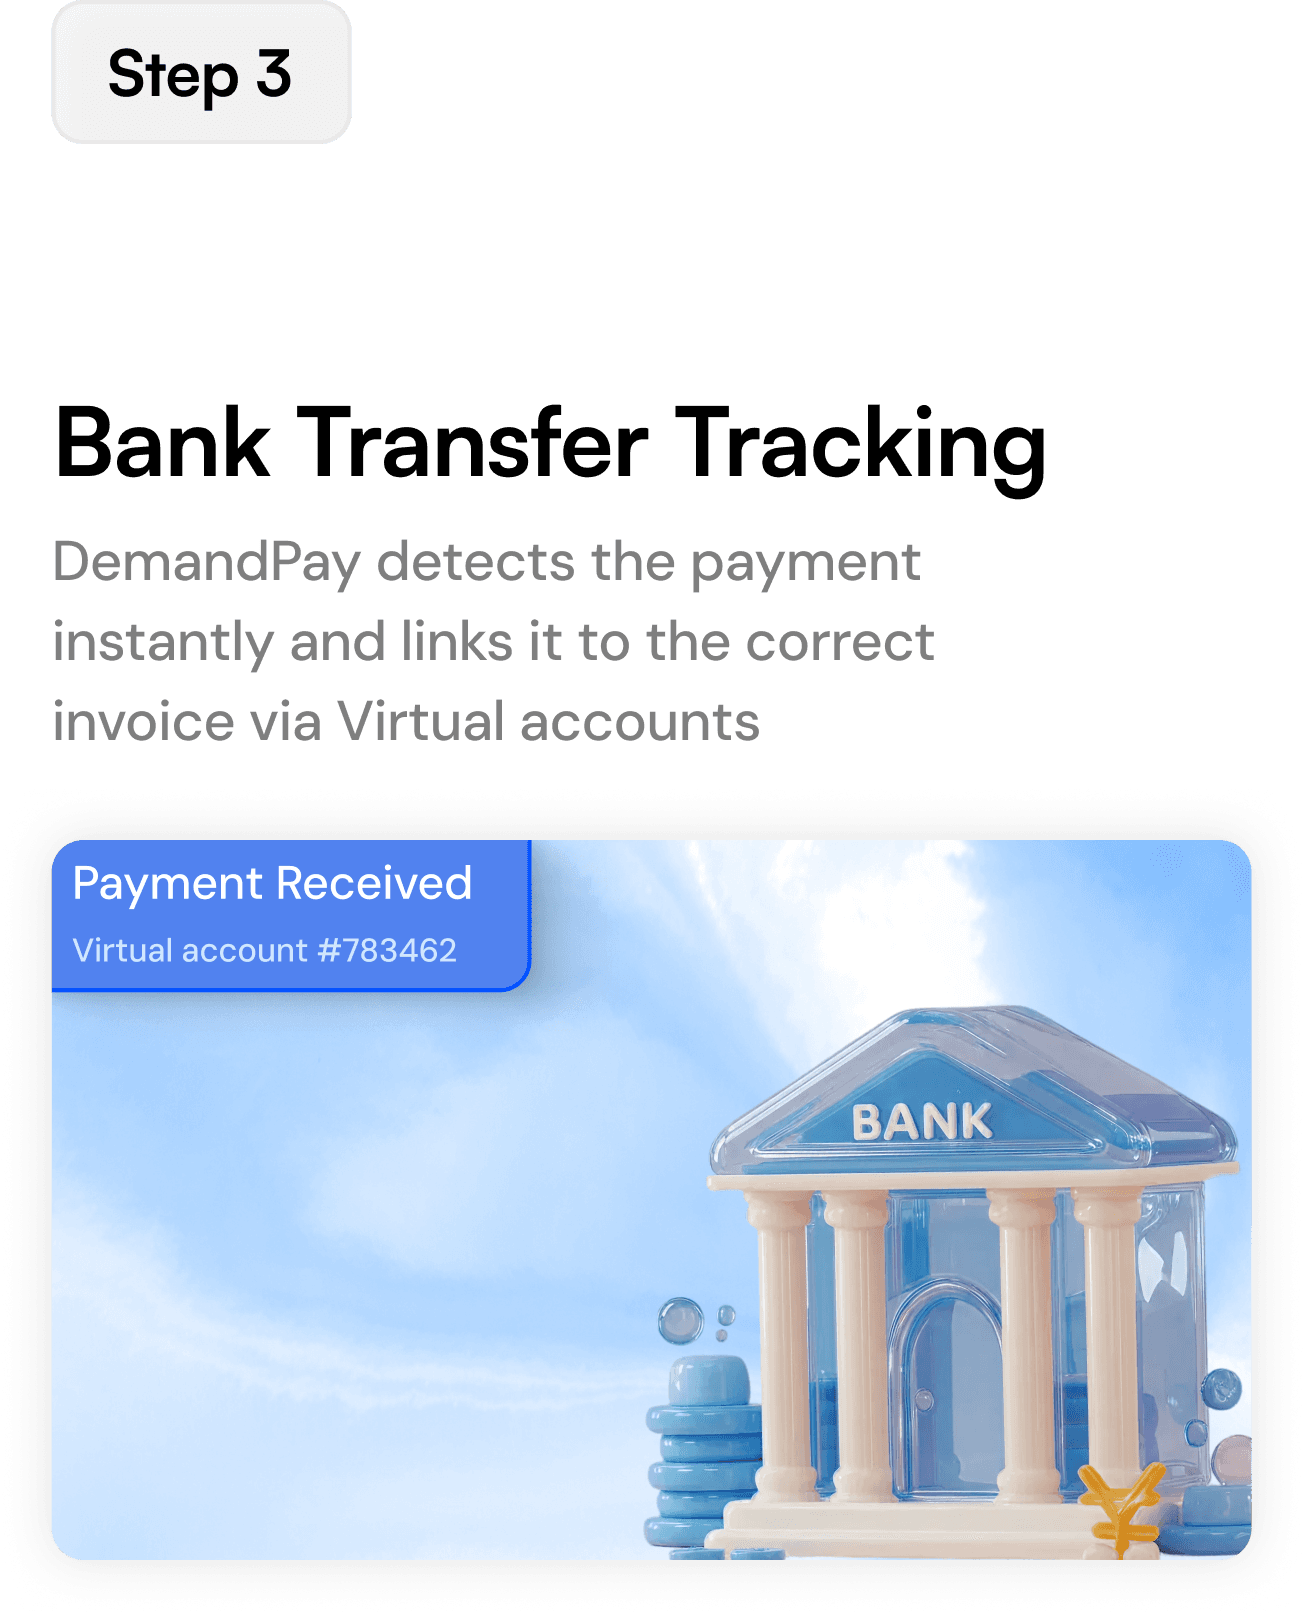 Step 3
Bank Transfer Tracking
DemandPay detects the payment
instantly and links it to the correct
invoice via Virtual accounts
Payment Received
Virtual account #783462
BANK
¥